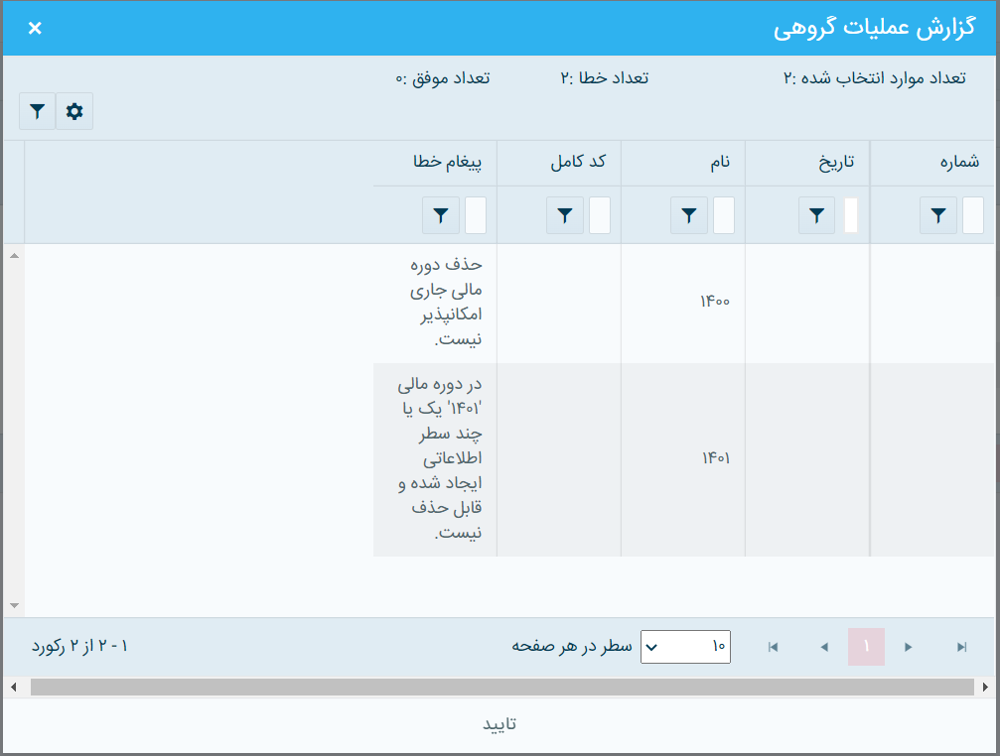 گزارش عملیات گروهی
تعداد موارد انتخاب شده :۲ تعداد خطا :۲ تعداد موفق :۰
شماره تاریخ نام کد کامل پیغام خطا
۱۴۰۰
حذف دوره
مالی جاری
امکانپذیر
نیست.
۱۴۰۱
در دوره مالی
'۱۴۰۱' یک یا
چند سطر
اطلاعاتی
ایجاد شده و
قابل حذف
نیست.
۱ ۱۰ سطر در هر صفحه ۱ - ۲ از ۲ رکورد
تایید